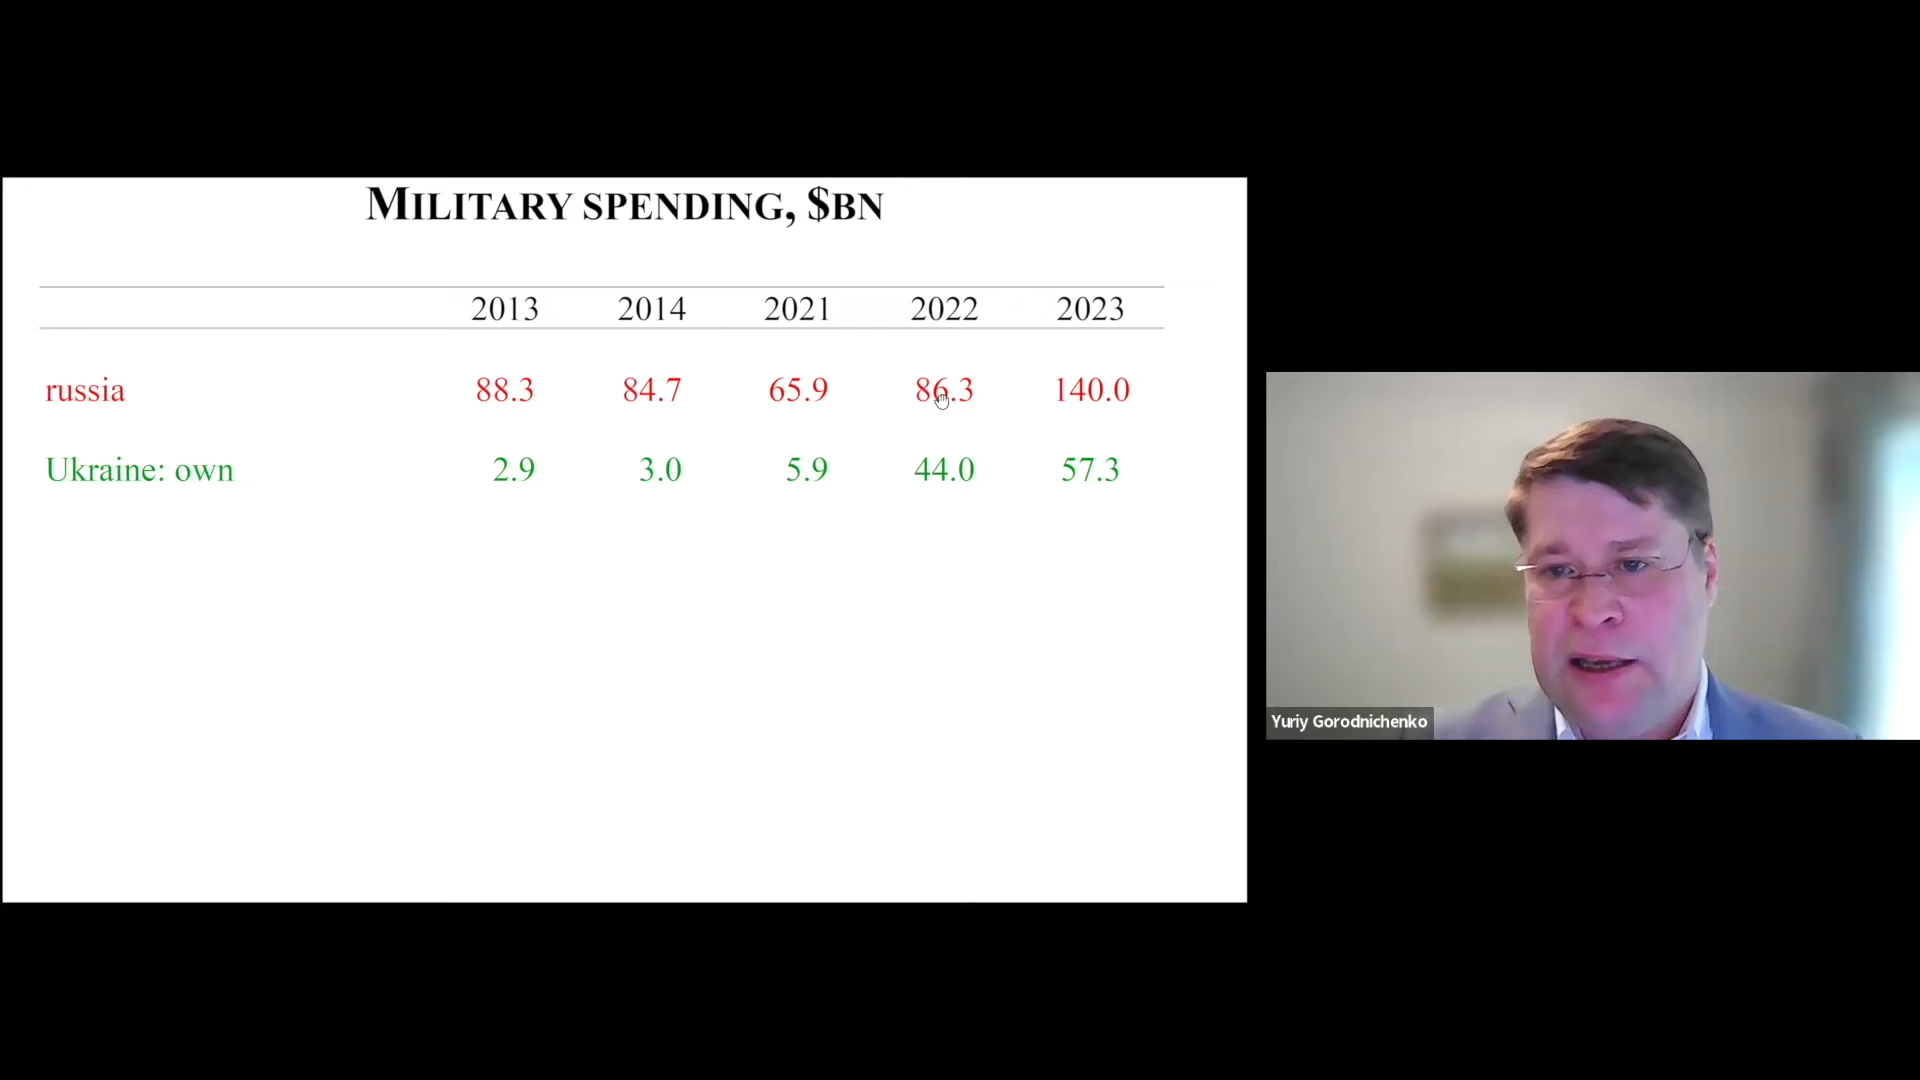 MILITARY SPENDING, $BN
2013 2014 2021 2022 2023
russia 88.3 84.7 65.9 86.3 140.0
Ukraine: own 2.9 3.0 5.9 44.0 57.3
Yuriy Gorodnichenko